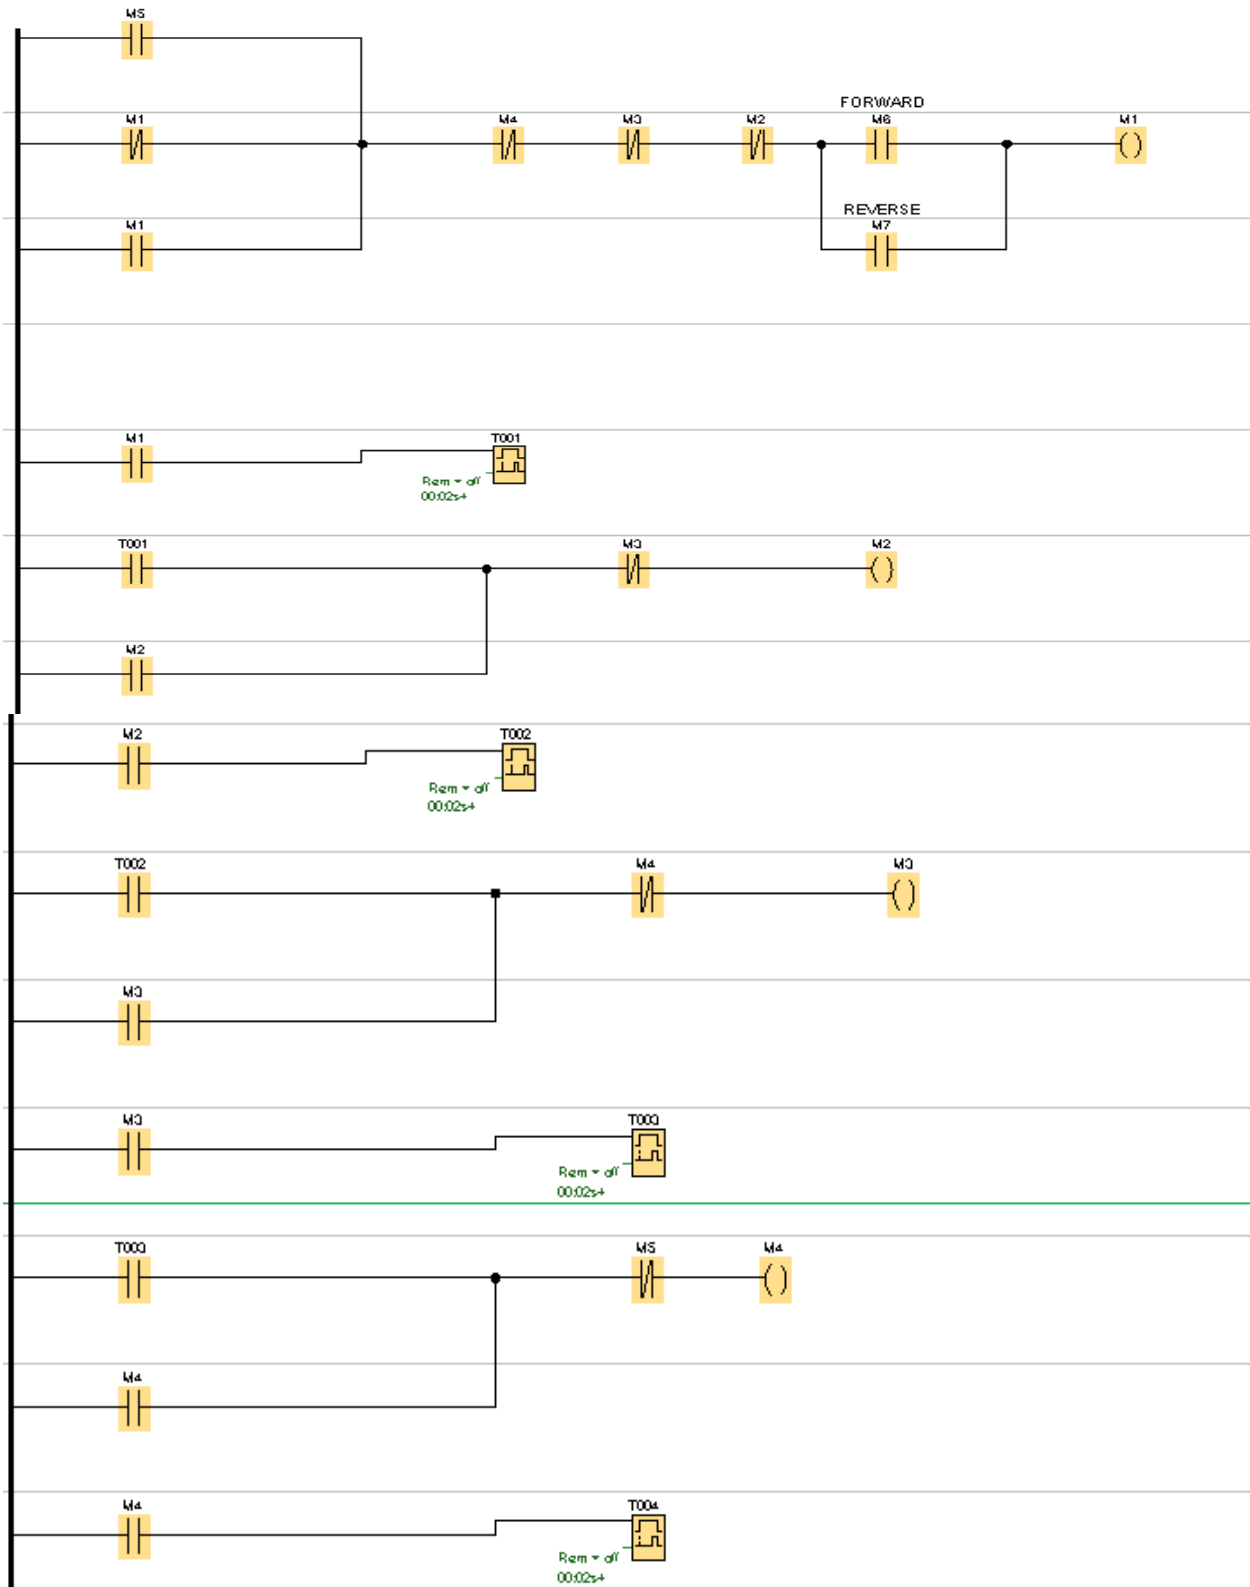 M5
FORWARD
M1 M4 M3 M2 M6 M1
REVERSE
M1 M7
M1 T001
Rem = off
00:02s+
T001 M3 M2
M2
M2 T002
Rem = off
00:02s+
T002 M4 M3
M3
M3 T003
Rem = off
00:02s+
T003 M5 M4
M4
M4 T004
Rem = off
00:02s+